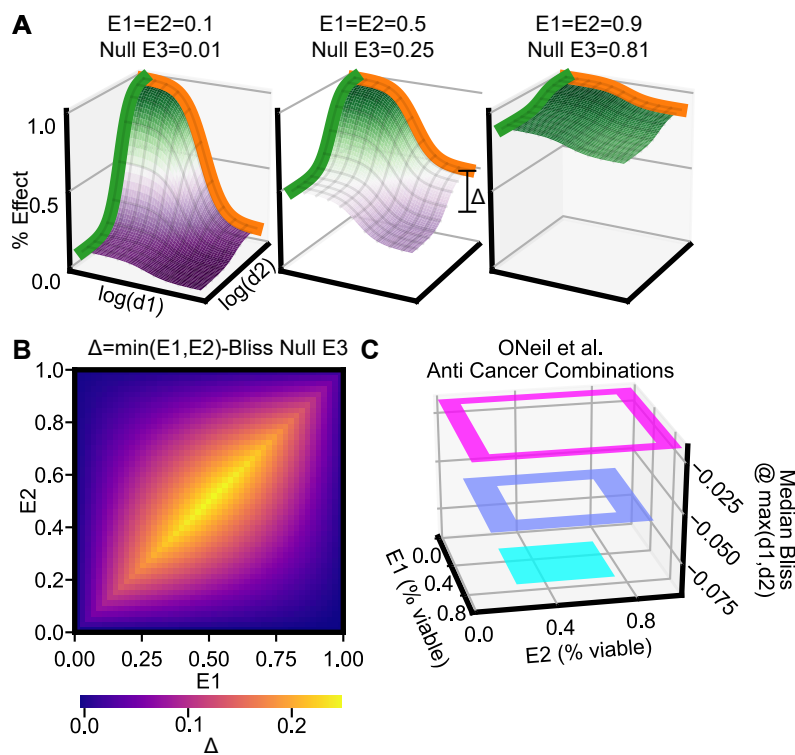 A
E1=E2=0.1
Null E3=0.01
E1=E2=0.5
Null E3=0.25
E1=E2=0.9
Null E3=0.81
1.0
0.5
0.0
% Effect
log(d1)
log(d2)
Δ
B
Δ=min(E1,E2)-Bliss Null E3
1.0
0.8
0.6
0.4
0.2
0.0
E2
0.00
0.25
0.50
0.75
1.00
E1
0.0
0.1
0.2
Δ
C
ONeil et al.
Anti Cancer Combinations
−0.025
−0.050
−0.075
Median Bliss
@ max(d1,d2)
0.0
0.4
0.8
E1 (% viable)
0.0
0.4
0.8
E2 (% viable)